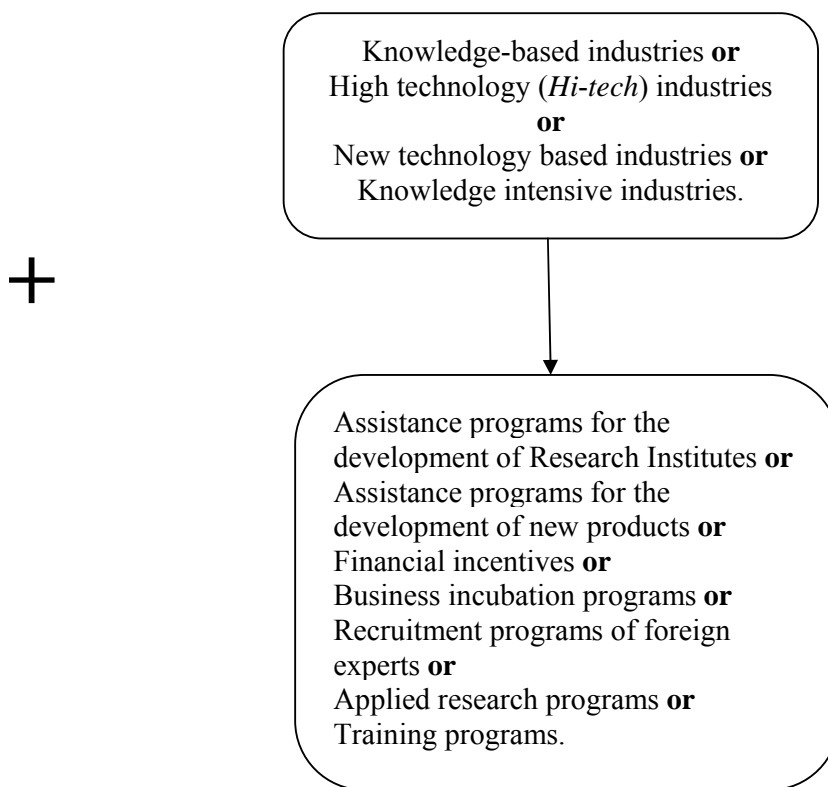 Knowledge-based industries or
High technology (Hi-tech) industries
or
New technology based industries or
Knowledge intensive industries.
+
Assistance programs for the
development of Research Institutes or
Assistance programs for the
development of new products or
Financial incentives or
Business incubation programs or
Recruitment programs of foreign
experts or
Applied research programs or
Training programs.